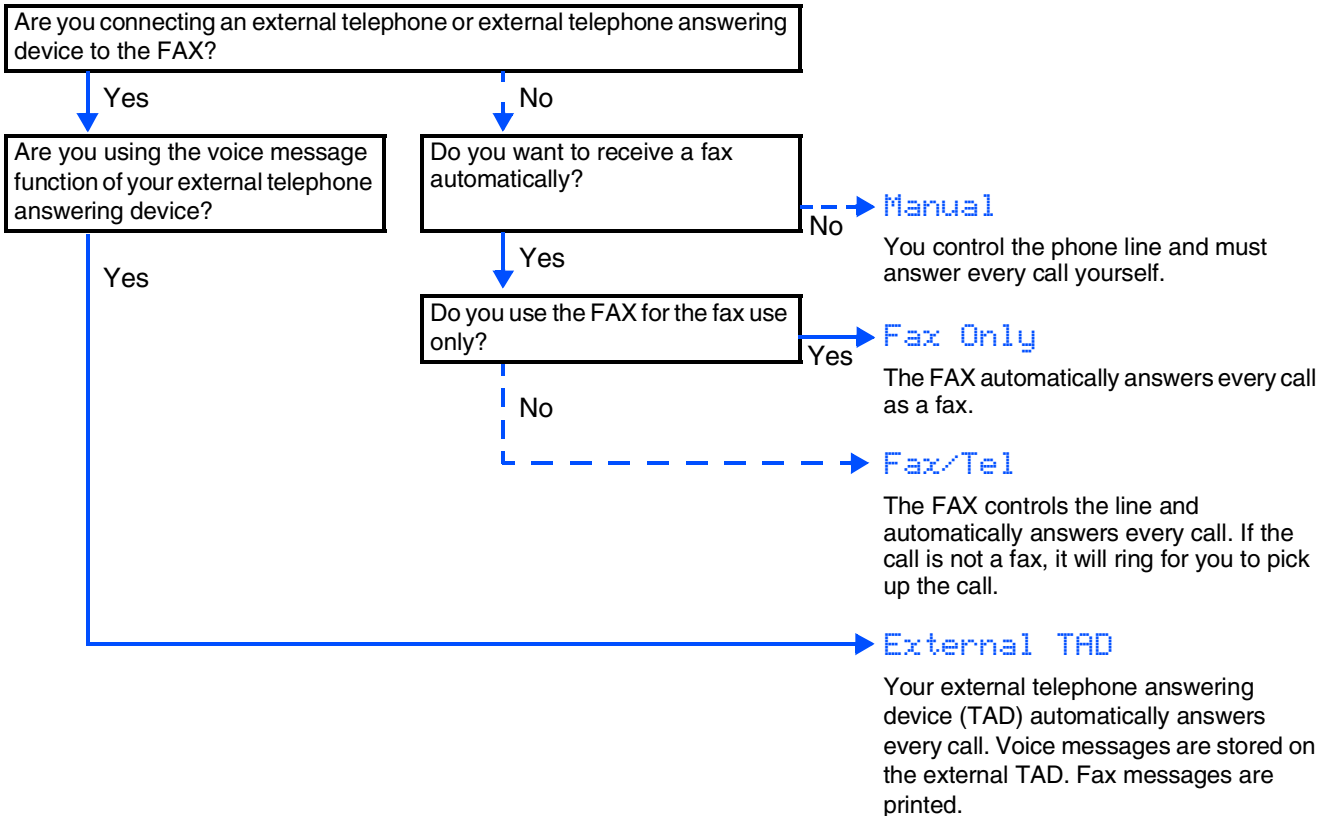 Are you connecting an external telephone or external telephone answering
device to the FAX?
Yes
No
Are you using the voice message
function of your external telephone
answering device?
Do you want to receive a fax
automatically?
No
Manual
You control the phone line and must
answer every call yourself.
Yes
Yes
Do you use the FAX for the fax use
only?
Yes
Fax Only
The FAX automatically answers every call
as a fax.
No
Fax/Tel
The FAX controls the line and
automatically answers every call. If the
call is not a fax, it will ring for you to pick
up the call.
External TAD
Your external telephone answering
device (TAD) automatically answers
every call. Voice messages are stored on
the external TAD. Fax messages are
printed.